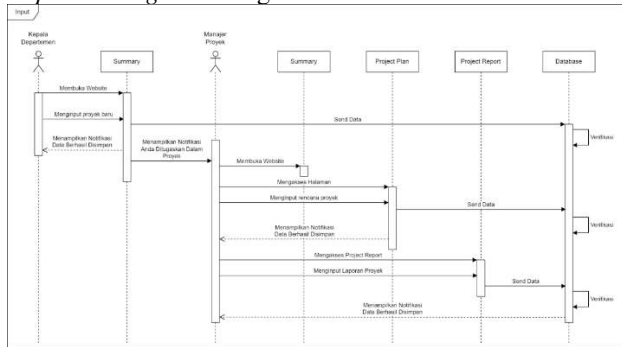 Input
Kepala
Departemen
Summary
Manajer
Proyek
Summary
Project Plan
Project Report
Database
Membuka Website
Menginput proyek baru
Send Data
Verifikasi
Menampilkan Notifikasi
Data Berhasil Disimpan
Menampilkan Notifikasi
Anda Ditugaskan Dalam
Proyek
Membuka Website
Mengakses Halaman
Menginput rencana proyek
Send Data
Verifikasi
Menampilkan Notifikasi
Data Berhasil Disimpan
Mengakses Project Report
Menginput Laporan Proyek
Send Data
Verifikasi
Menampilkan Notifikasi
Data Berhasil Disimpan